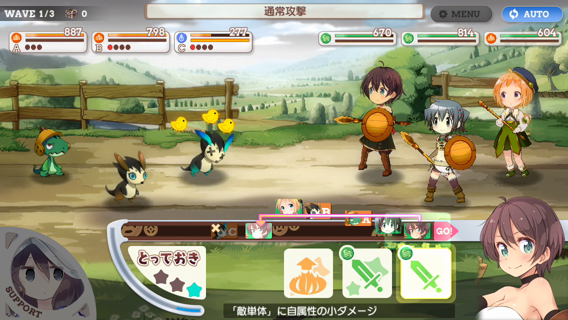 WAVE 1/3
0
通常攻撃
MENU
AUTO
887
A
798
B
277
C
670
814
604
B
C
GO!
とっておき
SUPPORT
「敵単体」に自属性の小ダメージ